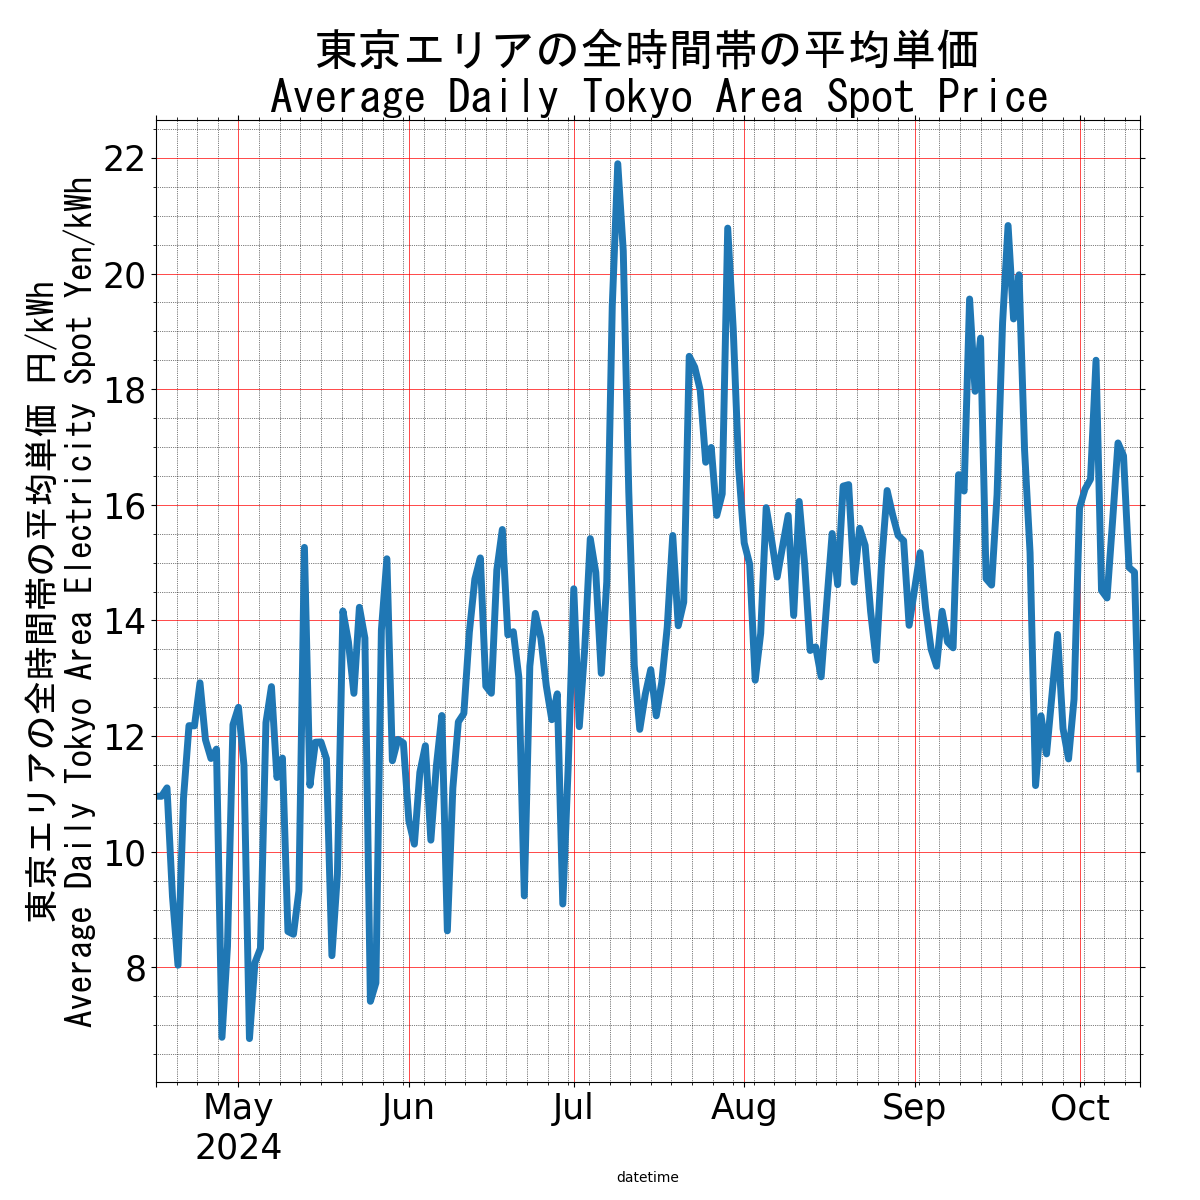 東京エリアの全時間帯の平均単価
Average Daily Tokyo Area Spot Price
東京エリアの全時間帯の平均単価 円/kWh
Average Daily Tokyo Area Electricity Spot Yen/kWh
22
20
18
16
14
12
10
8
May
2024
Jun
Jul
Aug
Sep
Oct
datetime